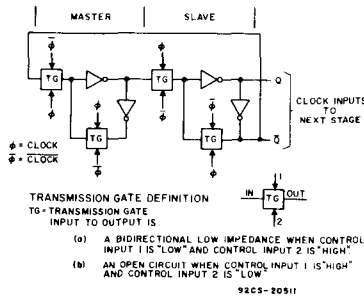 MASTER SLAVE
φ̅ φ
TG TG Q
φ φ̅
φ φ̅ CLOCK INPUTS
TO
NEXT STAGE
TG TG Q̅
φ = CLOCK
φ̅ = C̅L̅O̅C̅K̅
φ̅ φ
TRANSMISSION GATE DEFINITION
TG = TRANSMISSION GATE
INPUT TO OUTPUT IS:
1
IN TG OUT
2
(a) A BIDIRECTIONAL LOW IMPEDANCE WHEN CONTROL
INPUT 1 IS "LOW" AND CONTROL INPUT 2 IS "HIGH"
(b) AN OPEN CIRCUIT WHEN CONTROL INPUT 1 IS "HIGH"
AND CONTROL INPUT 2 IS "LOW"
92CS-20511